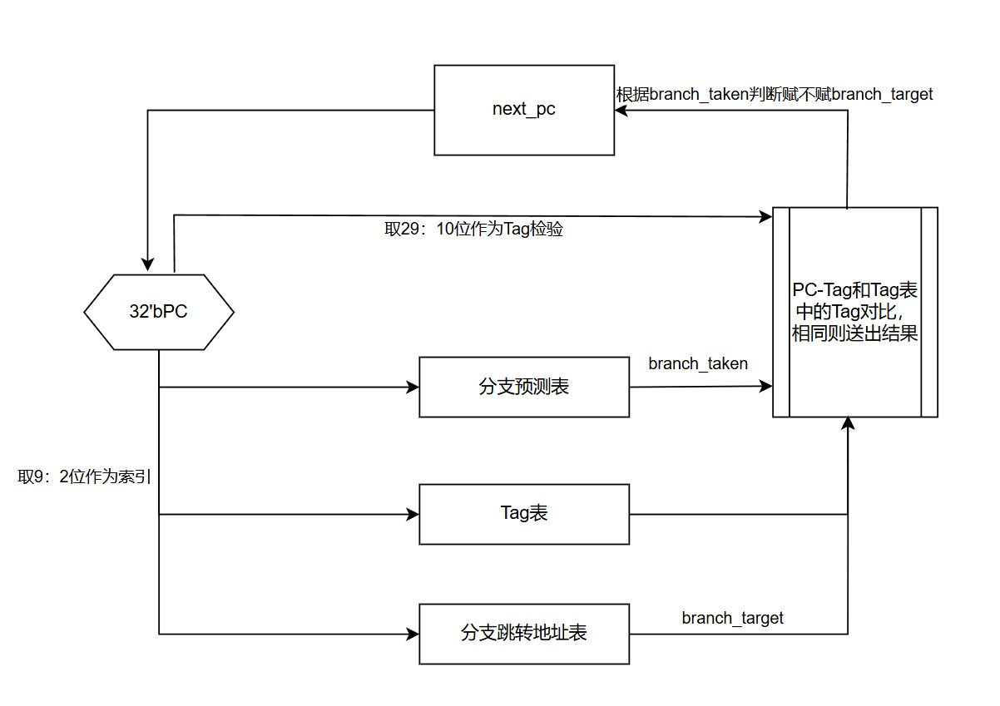 根据branch_taken判断赋不赋branch_target
next_pc
取29：10位作为Tag检验
32'bPC
PC-Tag和Tag表
中的Tag对比，
相同则送出结果
branch_taken
分支预测表
取9：2位作为索引
Tag表
branch_target
分支跳转地址表